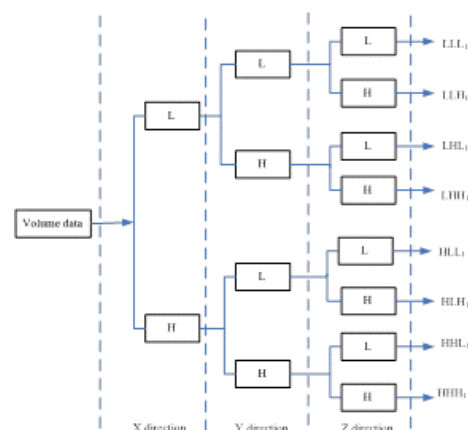 L
LLL₁
L
H
LLH₁
L
L
LHL₁
H
H
LHH₁
Volume data
L
HLL₁
L
H
HLH₁
H
L
HHL₁
H
H
HHH₁
X direction
Y direction
Z direction